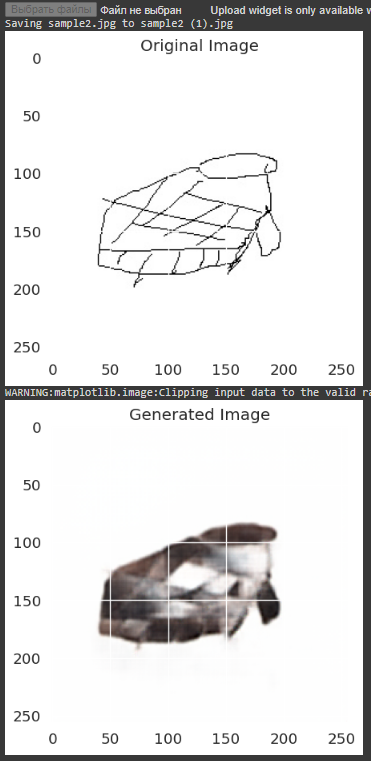 Выбрать файлы Файл не выбран Upload widget is only available
Saving sample2.jpg to sample2 (1).jpg
Original Image
0
50
100
150
200
250
0 50 100 150 200 250
WARNING:matplotlib.image:Clipping input data to the valid
Generated Image
0
50
100
150
200
250
0 50 100 150 200 250